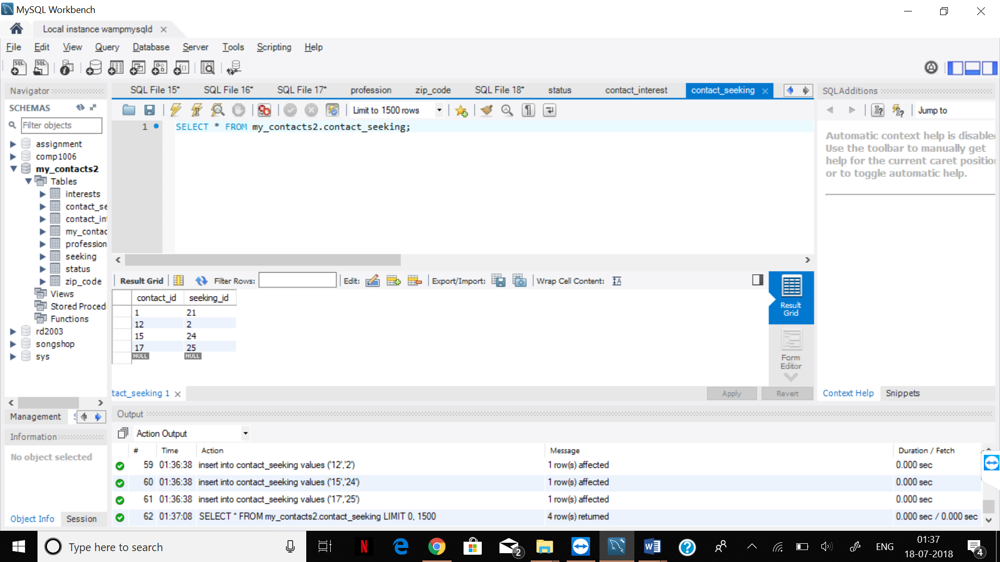 MySQL Workbench
Local instance wampmysqld
File Edit View Query Database Server Tools Scripting Help
Navigator
SCHEMAS
Filter objects
assignment
comp1006
my_contacts2
Tables
interests
contact_se
contact_in
my_contac
profession
seeking
status
zip_code
Views
Stored Proced
Functions
rd2003
songshop
sys
Management
Information
No object selected
Object Info Session
SQL File 15* SQL File 16* SQL File 17* profession zip_code SQL File 18* status contact_interest contact_seeking
Limit to 1500 rows
1 SELECT * FROM my_contacts2.contact_seeking;
Result Grid Filter Rows: Edit: Export/Import: Wrap Cell Content:
contact_id seeking_id
1 21
12 2
15 24
17 25
NULL NULL
Result Grid
Form Editor
tact_seeking 1
Apply Revert
SQLAdditions
Jump to
Automatic context help is disable
Use the toolbar to manually get
help for the current caret position
or to toggle automatic help.
Context Help Snippets
Output
Action Output
# Time Action Message Duration / Fetch
59 01:36:38 insert into contact_seeking values ('12','2') 1 row(s) affected 0.000 sec
60 01:36:38 insert into contact_seeking values ('15','24') 1 row(s) affected 0.000 sec
61 01:36:38 insert into contact_seeking values ('17','25') 1 row(s) affected 0.000 sec
62 01:37:08 SELECT * FROM my_contacts2.contact_seeking LIMIT 0, 1500 4 row(s) returned 0.000 sec / 0.000 sec
Type here to search
2
ENG
01:37
18-07-2018
4